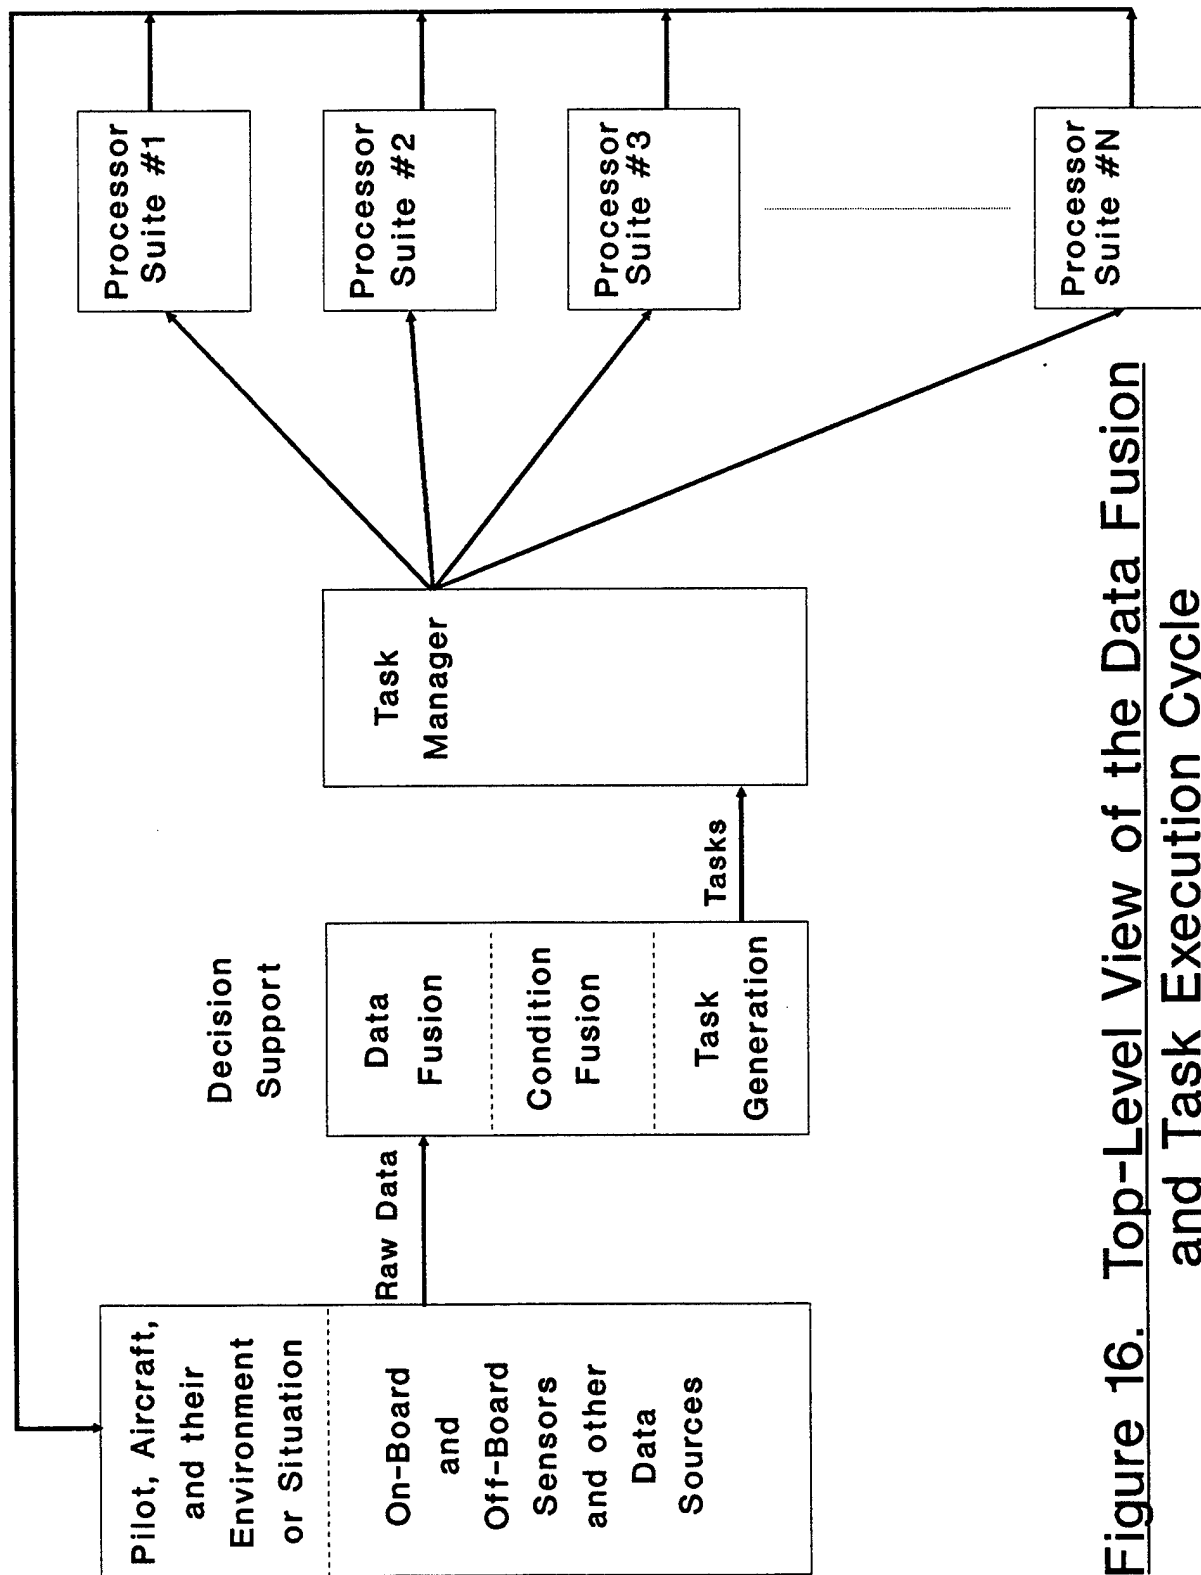 Pilot, Aircraft,
and their
Environment
or Situation
On-Board
and
Off-Board
Sensors
and other
Data
Sources
Raw Data
Decision
Support
Data
Fusion
Condition
Fusion
Task
Generation
Tasks
Task
Manager
Processor
Suite #1
Processor
Suite #2
Processor
Suite #3
Processor
Suite #N
Figure 16. Top-Level View of the Data Fusion
and Task Execution Cycle